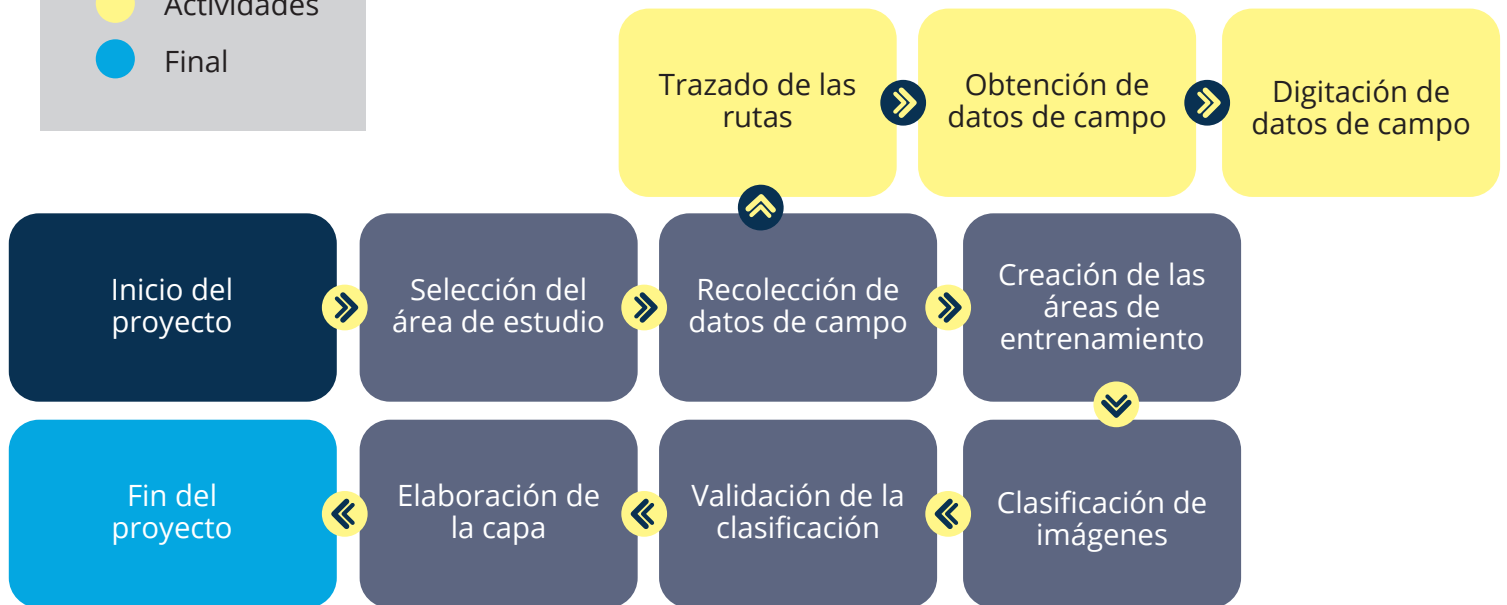 Actividades
Final
Trazado de las
rutas
Obtención de
datos de campo
Digitación de
datos de campo
Inicio del
proyecto
Selección del
área de estudio
Recolección de
datos de campo
Creación de las
áreas de
entrenamiento
Fin del
proyecto
Elaboración de
la capa
Validación de la
clasificación
Clasificación de
imágenes